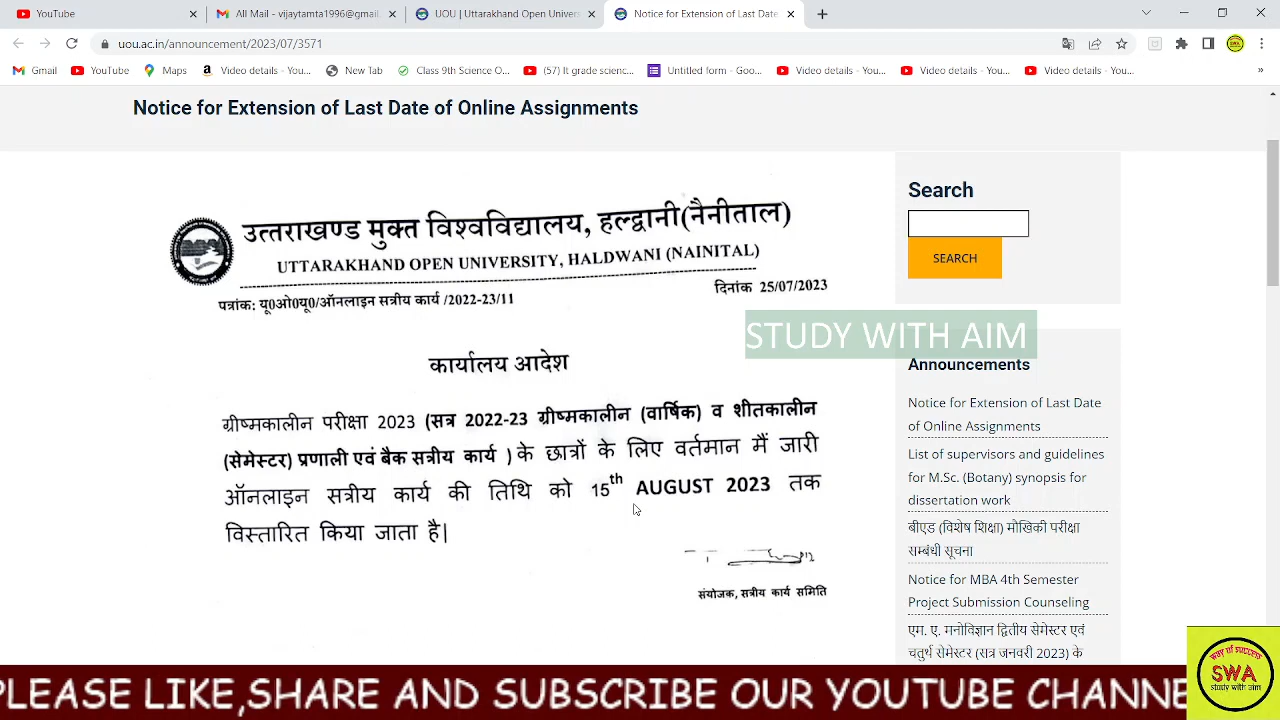 YouTube
All Mail - vijaytamta1996@gmail
UOU | Uttarakhand Open Univer
Notice for Extension of Last Date
uou.ac.in/announcement/2023/07/3571
Gmail
YouTube
Maps
Video details - You...
New Tab
Class 9th Science O...
(57) It grade scienc...
Untitled form - Goo...
Video details - You...
Video details - You...
Video details - You...
Notice for Extension of Last Date of Online Assignments
उत्तराखण्ड मुक्त विश्वविद्यालय, हल्द्वानी(नैनीताल)
UTTARAKHAND OPEN UNIVERSITY, HALDWANI (NAINITAL)
पत्रांक: यू0ओ0यू0/ऑनलाइन सत्रीय कार्य /2022-23/11
दिनांक 25/07/2023
कार्यालय आदेश
ग्रीष्मकालीन परीक्षा 2023 (सत्र 2022-23 ग्रीष्मकालीन (वार्षिक) व शीतकालीन
(सेमेस्टर) प्रणाली एवं बैक सत्रीय कार्य ) के छात्रों के लिए वर्तमान मैं जारी
ऑनलाइन सत्रीय कार्य की तिथि को 15th AUGUST 2023 तक
विस्तारित किया जाता है|
संयोजक, सत्रीय कार्य समिति
Search
SEARCH
STUDY WITH AIM
Announcements
Notice for Extension of Last Date
of Online Assignments
List of supervisors and guidelines
for M.Sc. (Botany) synopsis for
dissertation work
बीएड (विशेष शिक्षा) मौखिकी परीक्षा
सम्बंधी सूचना
Notice for MBA 4th Semester
Project Submission Counseling
एम. ए. मनोविज्ञान द्वितीय सेमेस्टर एवं
चतुर्थ सेमेस्टर (सत्र जनवरी 2023) के
PLEASE LIKE,SHARE AND SUBSCRIBE OUR YOUTUBE CHANNE
way of success
SWA
study with aim